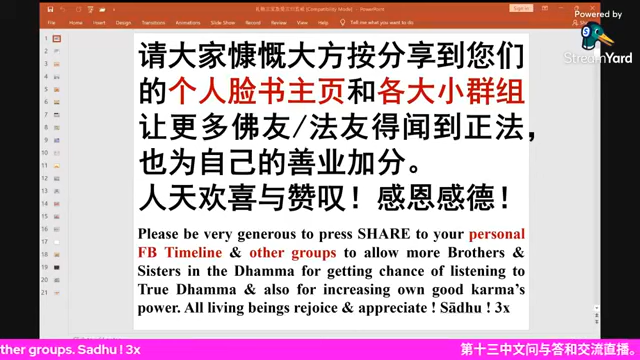 Powered by
StreamYard
PowerPoint
Sign in
File
Home
Insert
Design
Transitions
Animations
Slide Show
Review
View
Help
Tell me what you want to do
请大家慷慨大方按分享到您们
的个人脸书主页和各大小群组
让更多佛友/法友得闻到正法，
也为自己的善业加分。
人天欢喜与赞叹！感恩感德！
Please be very generous to press SHARE to your personal
FB Timeline & other groups to allow more Brothers &
Sisters in the Dhamma for getting chance of listening to
True Dhamma & also for increasing own good karma's
power. All living beings rejoice & appreciate ! Sādhu ! 3x
ther groups. Sadhu ! 3x
第十三中文问与答和交流直播。